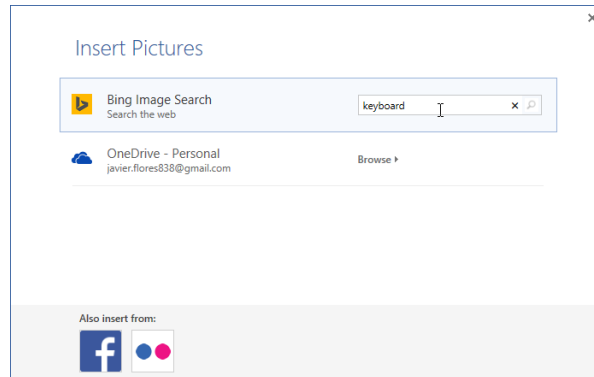 Insert Pictures
Bing Image Search
Search the web
keyboard
OneDrive - Personal
javier.flores838@gmail.com
Browse
Also insert from: